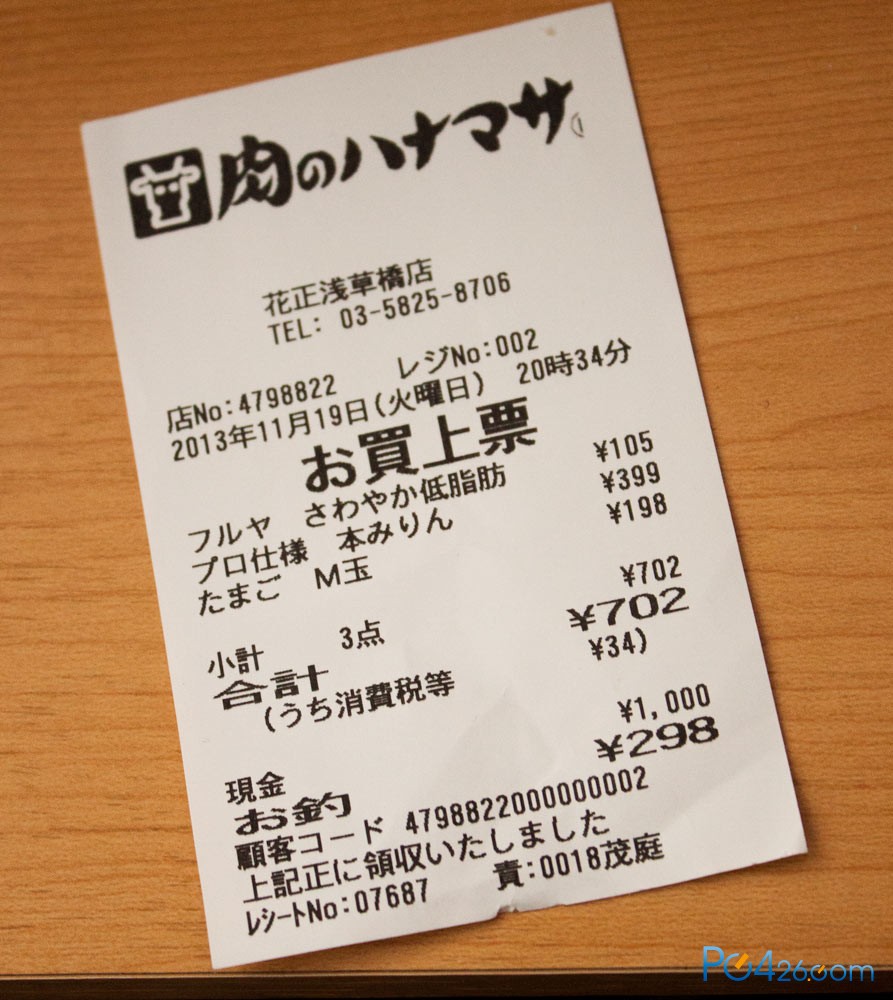 肉のハナマサ
花正浅草橋店
TEL: 03-5825-8706
店No:4798822 レジNo:002
2013年11月19日(火曜日) 20時34分
お買上票
フルヤ さわやか低脂肪 ¥105
プロ仕様 本みりん ¥399
たまご M玉 ¥198
小計 3点 ¥702
合計 ¥702
(うち消費税等 ¥34)
現金 ¥1,000
お釣 ¥298
顧客コード 4798822000000002
上記正に領収いたしました
レシートNo:07687 責:0018茂庭
PC426.com